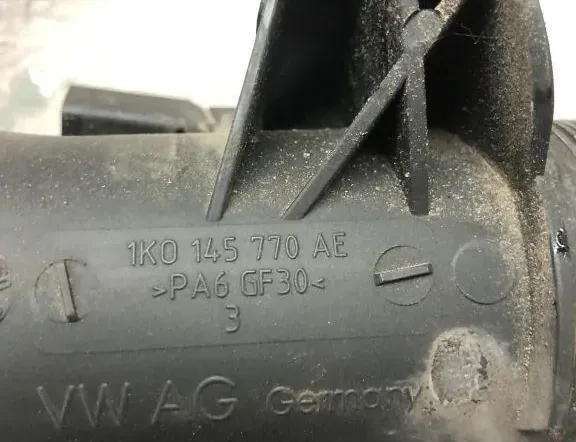 1K0 145 770 AE
>PA6 GF30<
3
VW AG Germany